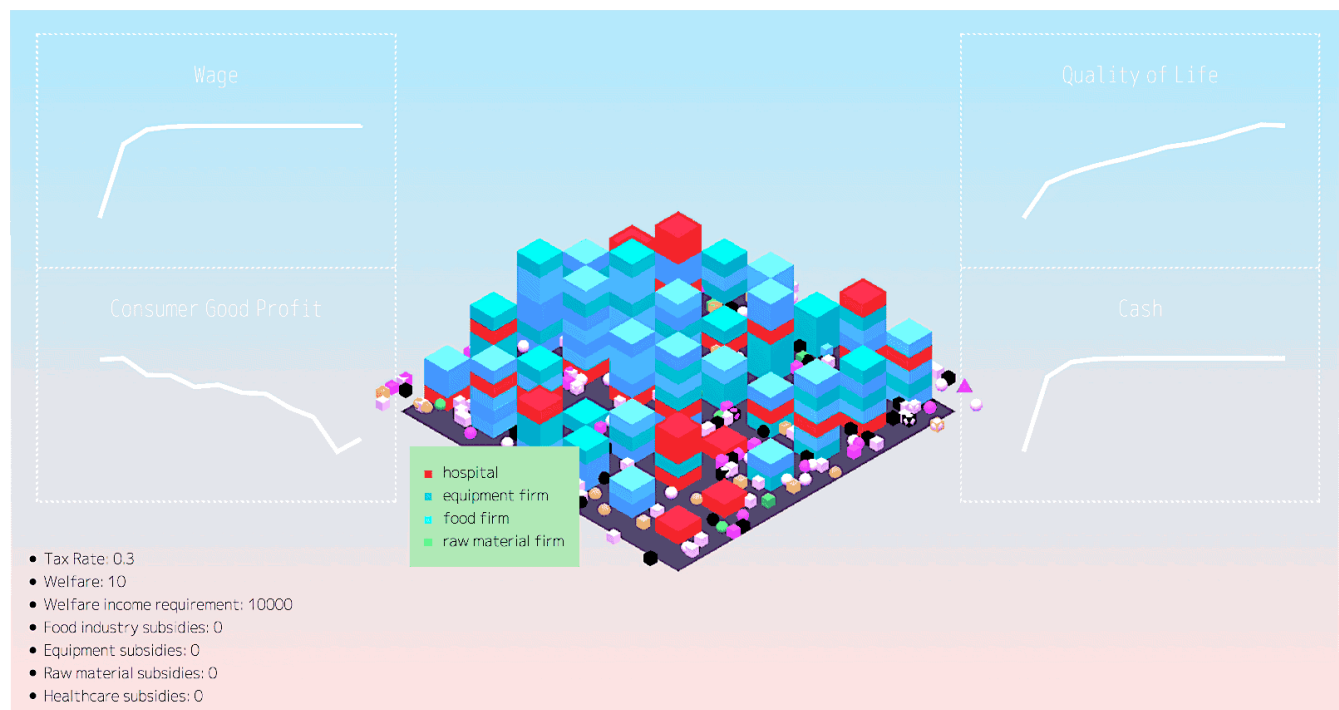 Wage
Quality of Life
Consumer Good Profit
Cash
hospital
equipment firm
food firm
raw material firm
Tax Rate: 0.3
Welfare: 10
Welfare income requirement: 10000
Food industry subsidies: 0
Equipment subsidies: 0
Raw material subsidies: 0
Healthcare subsidies: 0